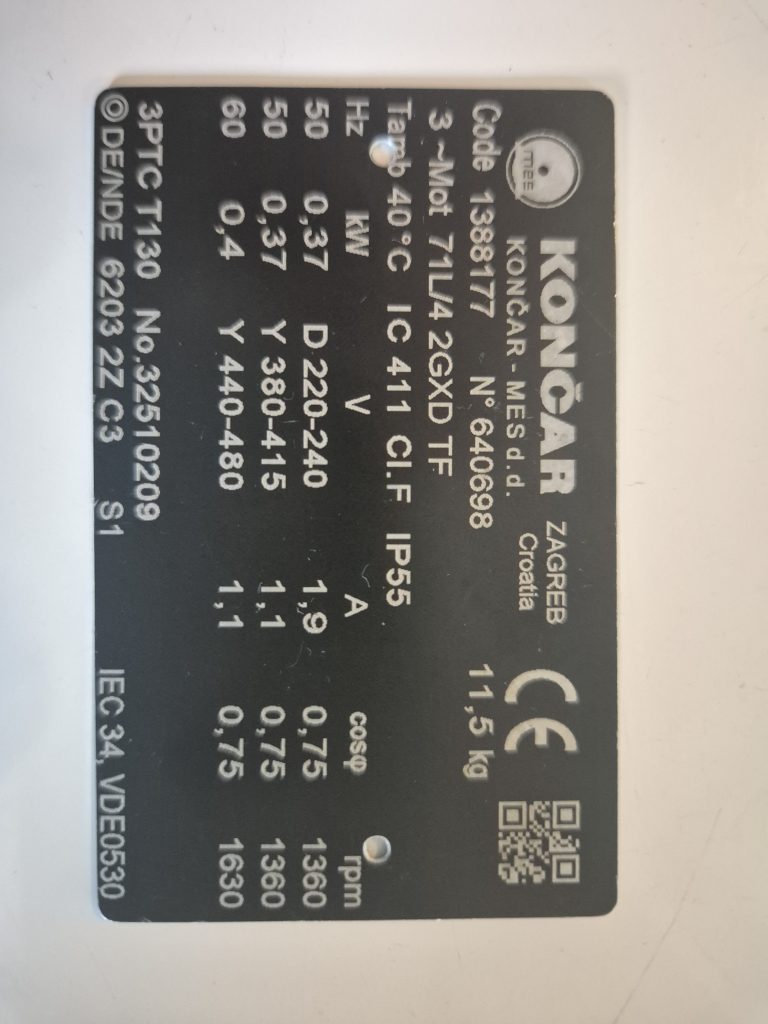 mes KONČAR ZAGREB CE
KONČAR - MES d.d. Croatia
Code 1388177 N° 640698 11,5 kg
3 ~Mot 71L/4 2GXD TF
Tamb 40°C IC 411 Cl.F IP55
Hz kW V A cosφ rpm
50 0,37 D 220-240 1,9 0,75 1360
50 0,37 Y 380-415 1,1 0,75 1360
60 0,4 Y 440-480 1,1 0,75 1630
3PTC T130 No.32510209
DE/NDE 6203 2Z C3 S1 IEC 34, VDE0530